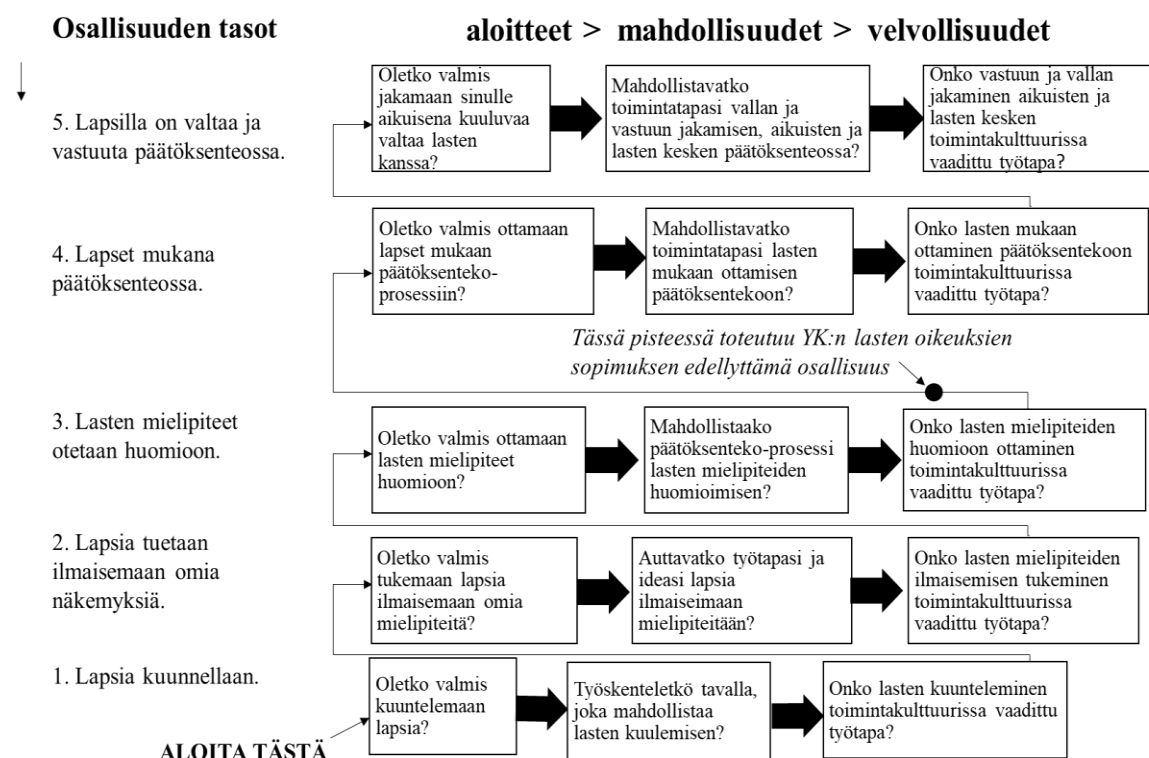 Osallisuuden tasot
aloitteet > mahdollisuudet > velvollisuudet
5. Lapsilla on valtaa ja
vastuuta päätöksenteossa.
Oletko valmis
jakamaan sinulle
aikuisena kuuluvaa
valtaa lasten
kanssa?
Mahdollistavatko
toimintatapasi vallan ja
vastuun jakamisen, aikuisten ja
lasten kesken päätöksenteossa?
Onko vastuun ja vallan
jakaminen aikuisten ja
lasten kesken
toimintakulttuurissa
vaadittu työtapa?
4. Lapset mukana
päätöksenteossa.
Oletko valmis ottamaan
lapset mukaan
päätöksenteko-
prosessiin?
Mahdollistavatko
toimintatapasi lasten
mukaan ottamisen
päätöksentekoon?
Onko lasten mukaan
ottaminen päätöksentekoon
toimintakulttuurissa
vaadittu työtapa?
Tässä pisteessä toteutuu YK:n lasten oikeuksien
sopimuksen edellyttämä osallisuus
3. Lasten mielipiteet
otetaan huomioon.
Oletko valmis ottamaan
lasten mielipiteet
huomioon?
Mahdollistaako
päätöksenteko-prosessi
lasten mielipiteiden
huomioimisen?
Onko lasten mielipiteiden
huomioon ottaminen
toimintakulttuurissa
vaadittu työtapa?
2. Lapsia tuetaan
ilmaisemaan omia
näkemyksiä.
Oletko valmis
tukemaan lapsia
ilmaisemaan omia
mielipiteitä?
Auttavatko työtapasi ja
ideasi lapsia
ilmaiseimaan
mielipiteitään?
Onko lasten mielipiteiden
ilmaisemisen tukeminen
toimintakulttuurissa
vaadittu työtapa?
1. Lapsia kuunnellaan.
Oletko valmis
kuuntelemaan
lapsia?
Työskenteletkö tavalla,
joka mahdollistaa
lasten kuulemisen?
Onko lasten kuunteleminen
toimintakulttuurissa vaadittu
työtapa?
ALOITA TÄSTÄ